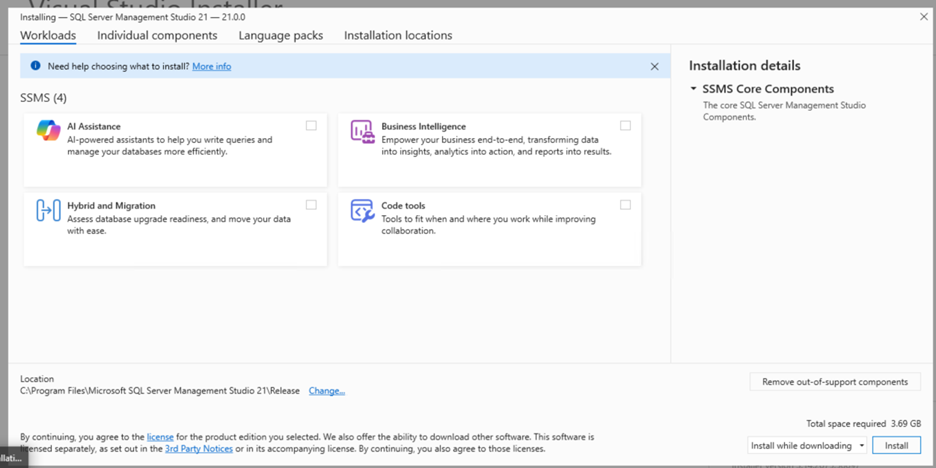 Visual Studio Installer
Installing — SQL Server Management Studio 21 — 21.0.0
Workloads Individual components Language packs Installation locations
Need help choosing what to install? More info
SSMS (4)
AI Assistance
AI-powered assistants to help you write queries and
manage your databases more efficiently.
Business Intelligence
Empower your business end-to-end, transforming data
into insights, analytics into action, and reports into results.
Hybrid and Migration
Assess database upgrade readiness, and move your data
with ease.
Code tools
Tools to fit when and where you work while improving
collaboration.
Installation details
SSMS Core Components
The core SQL Server Management Studio
Components.
Location
C:\Program Files\Microsoft SQL Server Management Studio 21\Release Change...
Remove out-of-support components
Total space required 3.69 GB
By continuing, you agree to the license for the product edition you selected. We also offer the ability to download other software. This software is
licensed separately, as set out in the 3rd Party Notices or in its accompanying license. By continuing, you also agree to those licenses.
Install while downloading Install
llati...